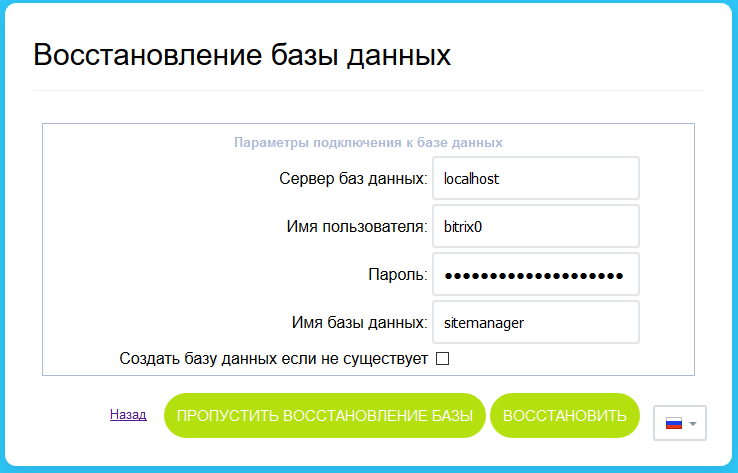 Восстановление базы данных
Параметры подключения к базе данных
Сервер баз данных: localhost
Имя пользователя: bitrix0
Пароль: ●●●●●●●●●●●●●●●●●●●●
Имя базы данных: sitemanager
Создать базу данных если не существует
Назад ПРОПУСТИТЬ ВОССТАНОВЛЕНИЕ БАЗЫ ВОССТАНОВИТЬ